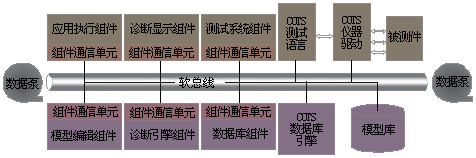 应用执行组件
诊断显示组件
测试系统组件
COTS
测试
语言
COTS
仪器
驱动
被测件
组件通信单元
组件通信单元
组件通信单元
数据泵
软总线
数据泵
组件通信单元
组件通信单元
组件通信单元
模型编辑组件
诊断引擎组件
数据库组件
COTS
数据库
引擎
模型库